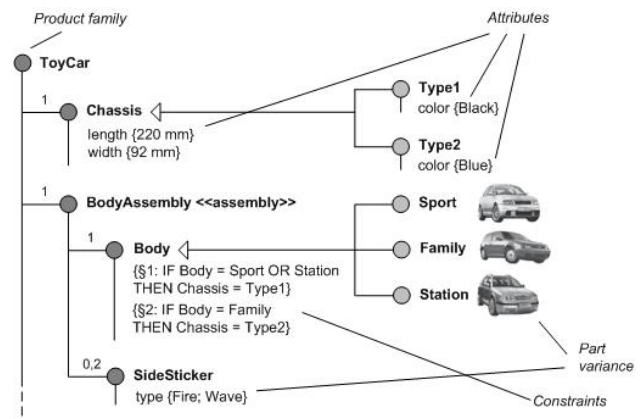 Product family
Attributes
ToyCar
1
Chassis
length {220 mm}
width {92 mm}
Type1
color {Black}
Type2
color {Blue}
1
BodyAssembly <<assembly>>
Sport
1
Body
Family
{§1: IF Body = Sport OR Station
THEN Chassis = Type1}
{§2: IF Body = Family
THEN Chassis = Type2}
Station
0,2
SideSticker
type {Fire; Wave}
Part
variance
Constraints